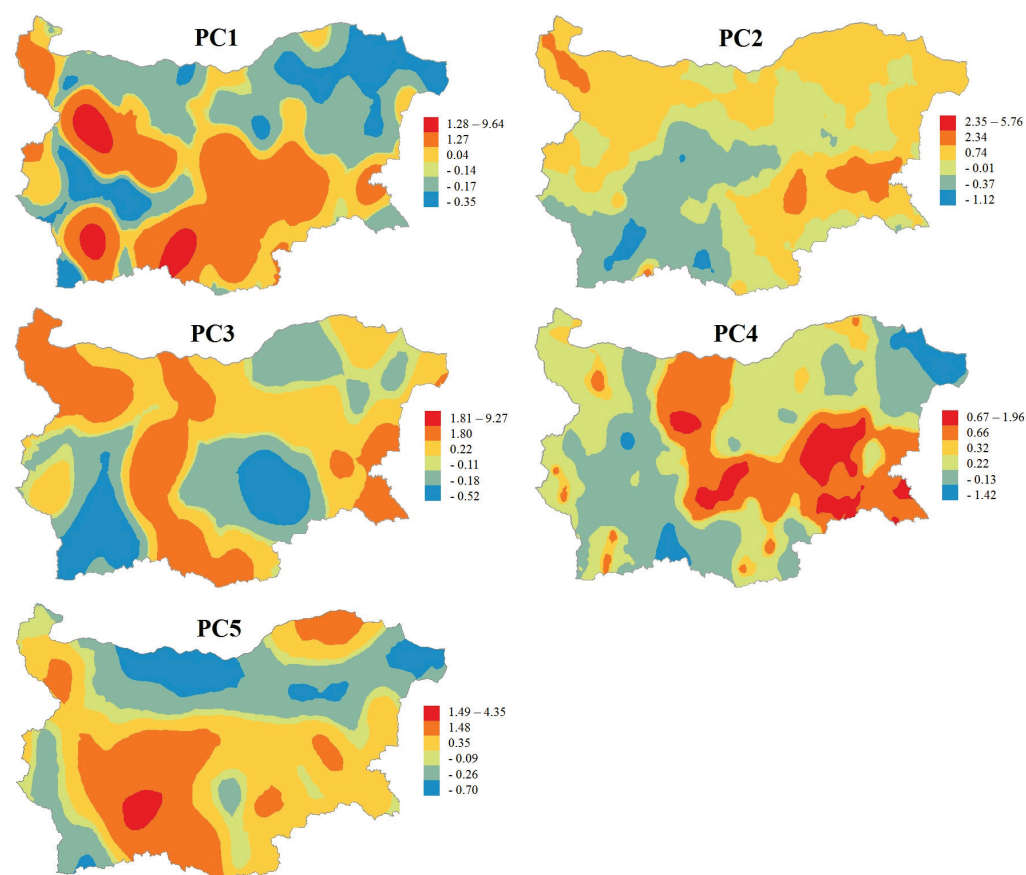 PC1
1.28 – 9.64
1.27
0.04
- 0.14
- 0.17
- 0.35
PC2
2.35 – 5.76
2.34
0.74
- 0.01
- 0.37
- 1.12
PC3
1.81 – 9.27
1.80
0.22
- 0.11
- 0.18
- 0.52
PC4
0.67 – 1.96
0.66
0.32
0.22
- 0.13
- 1.42
PC5
1.49 – 4.35
1.48
0.35
- 0.09
- 0.26
- 0.70